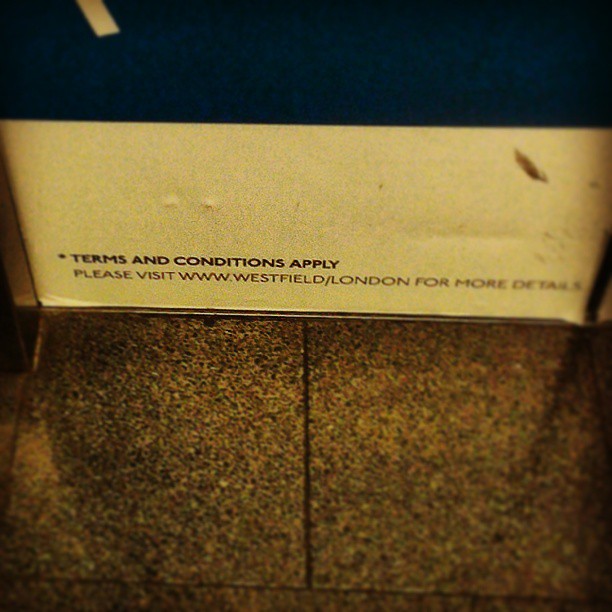 * TERMS AND CONDITIONS APPLY
PLEASE VISIT WWW.WESTFIELD/LONDON FOR MORE DETAILS